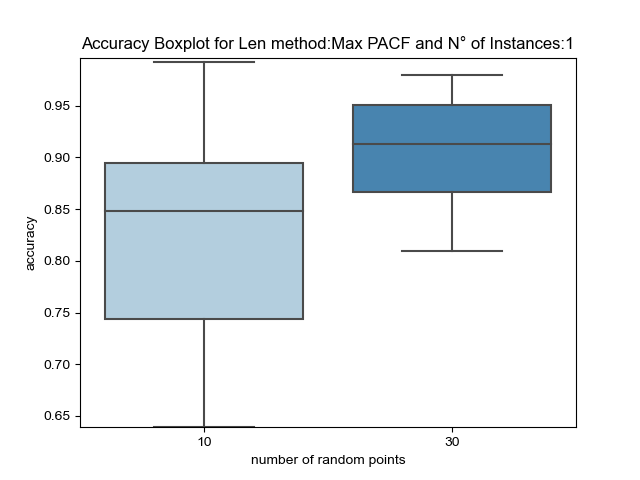 Accuracy Boxplot for Len method:Max PACF and N° of Instances:1
0.95
0.90
0.85
0.80
0.75
0.70
0.65
accuracy
10 30
number of random points